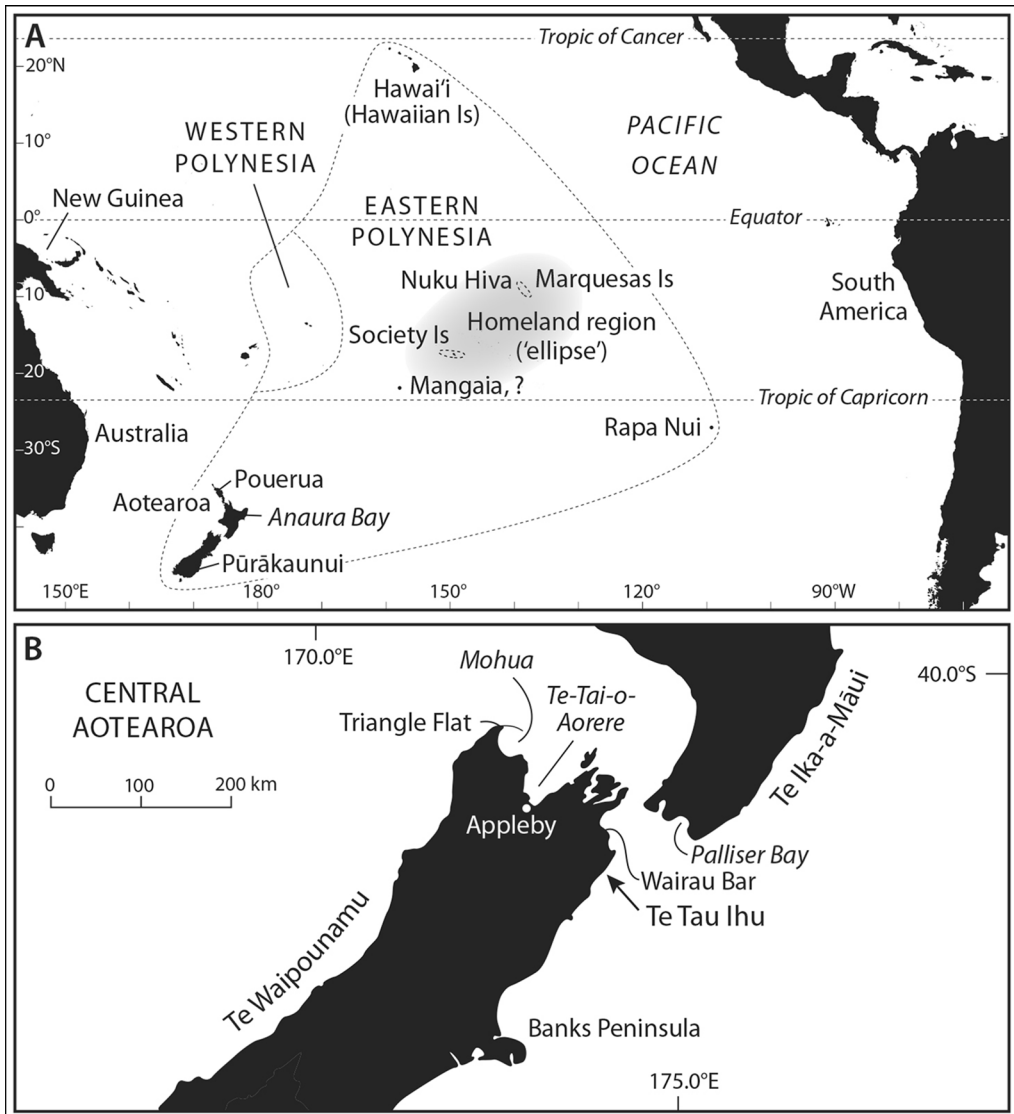 A
Tropic of Cancer
20°N
Hawai‘i
(Hawaiian Is)
WESTERN
POLYNESIA
PACIFIC
OCEAN
10°
New Guinea
EASTERN
POLYNESIA
0°
Equator
Nuku Hiva
Marquesas Is
South
America
10°
Homeland region
(‘ellipse’)
Society Is
20
Mangaia, ?
Tropic of Capricorn
Rapa Nui
Australia
30°S
Pouerua
Aotearoa
Anaura Bay
Pūrākaunui
150°E
180°
150°
120°
90°W
B
170.0°E
Mohua
40.0°S
CENTRAL
AOTEAROA
Te-Tai-o-
Aorere
Triangle Flat
Te Ika-a-Māui
0 100 200 km
Appleby
Palliser Bay
Wairau Bar
Te Tau Ihu
Te Waipounamu
Banks Peninsula
175.0°E